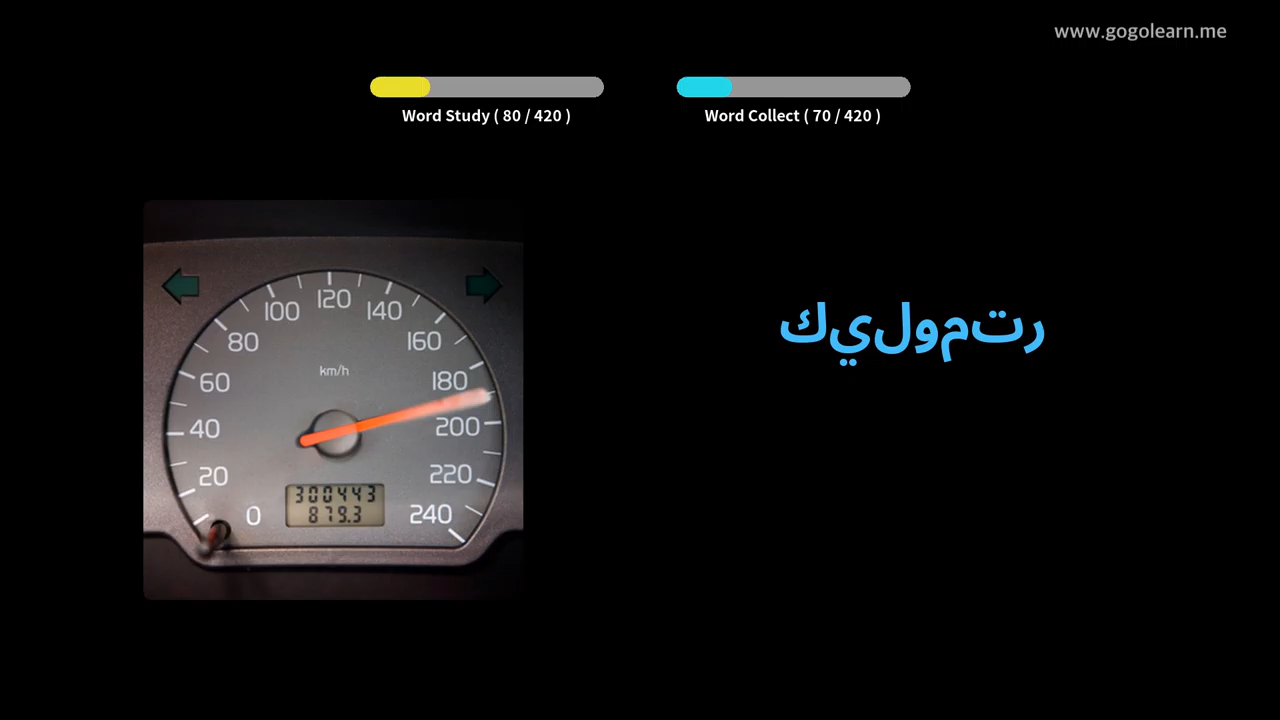 www.gogolearn.me
Word Study ( 80 / 420 )
Word Collect ( 70 / 420 )
رتموليك
100 120 140
80 160
km/h
60 180
40 200
20 220
0 240
300443
879.3